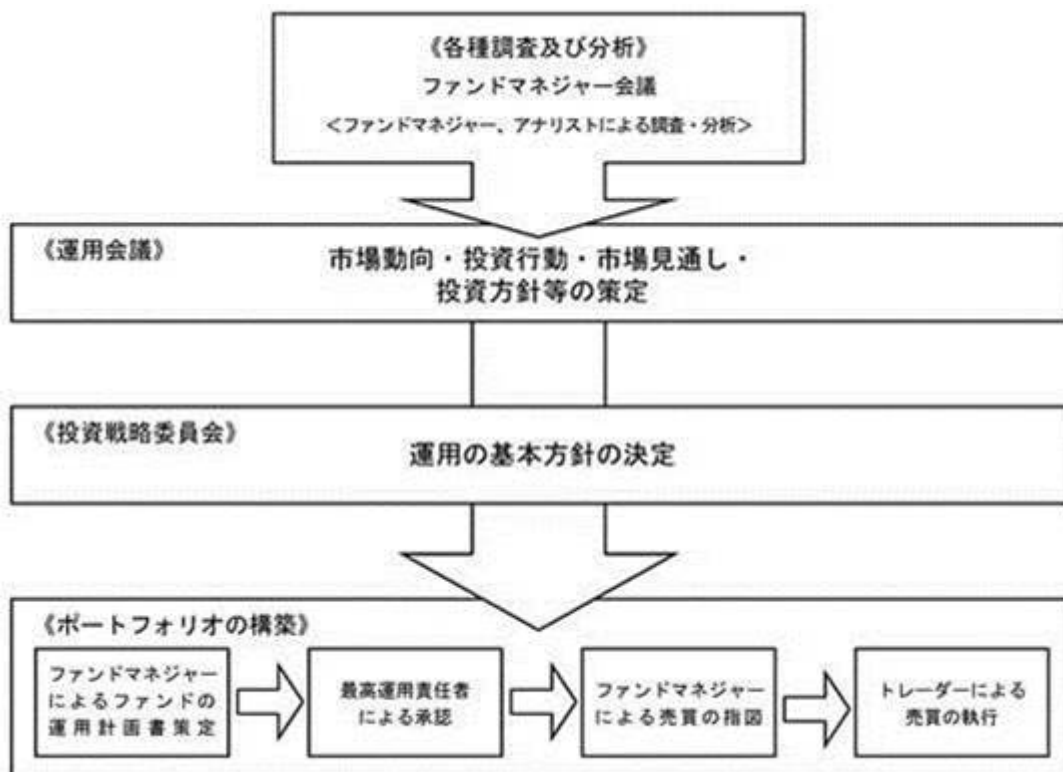 《各種調査及び分析》
ファンドマネジャー会議
<ファンドマネジャー、アナリストによる調査・分析>
《運用会議》
市場動向・投資行動・市場見通し・
投資方針等の策定
《投資戦略委員会》
運用の基本方針の決定
《ポートフォリオの構築》
ファンドマネジャー
によるファンドの
運用計画書策定
最高運用責任者
による承認
ファンドマネジャー
による売買の指図
トレーダーによる
売買の執行